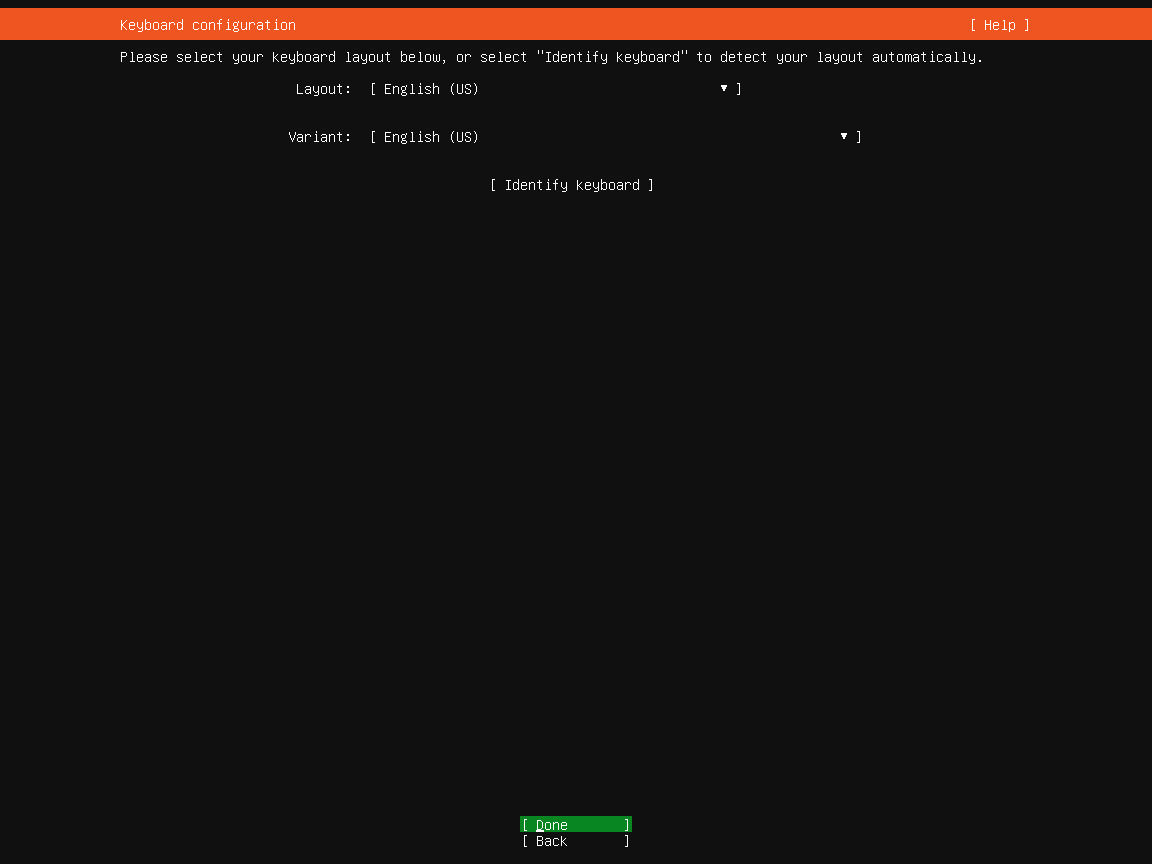 Keyboard configuration [ Help ]
Please select your keyboard layout below, or select "Identify keyboard" to detect your layout automatically.
Layout: [ English (US) ▼ ]
Variant: [ English (US) ▼ ]
[ Identify keyboard ]
[ Done ]
[ Back ]